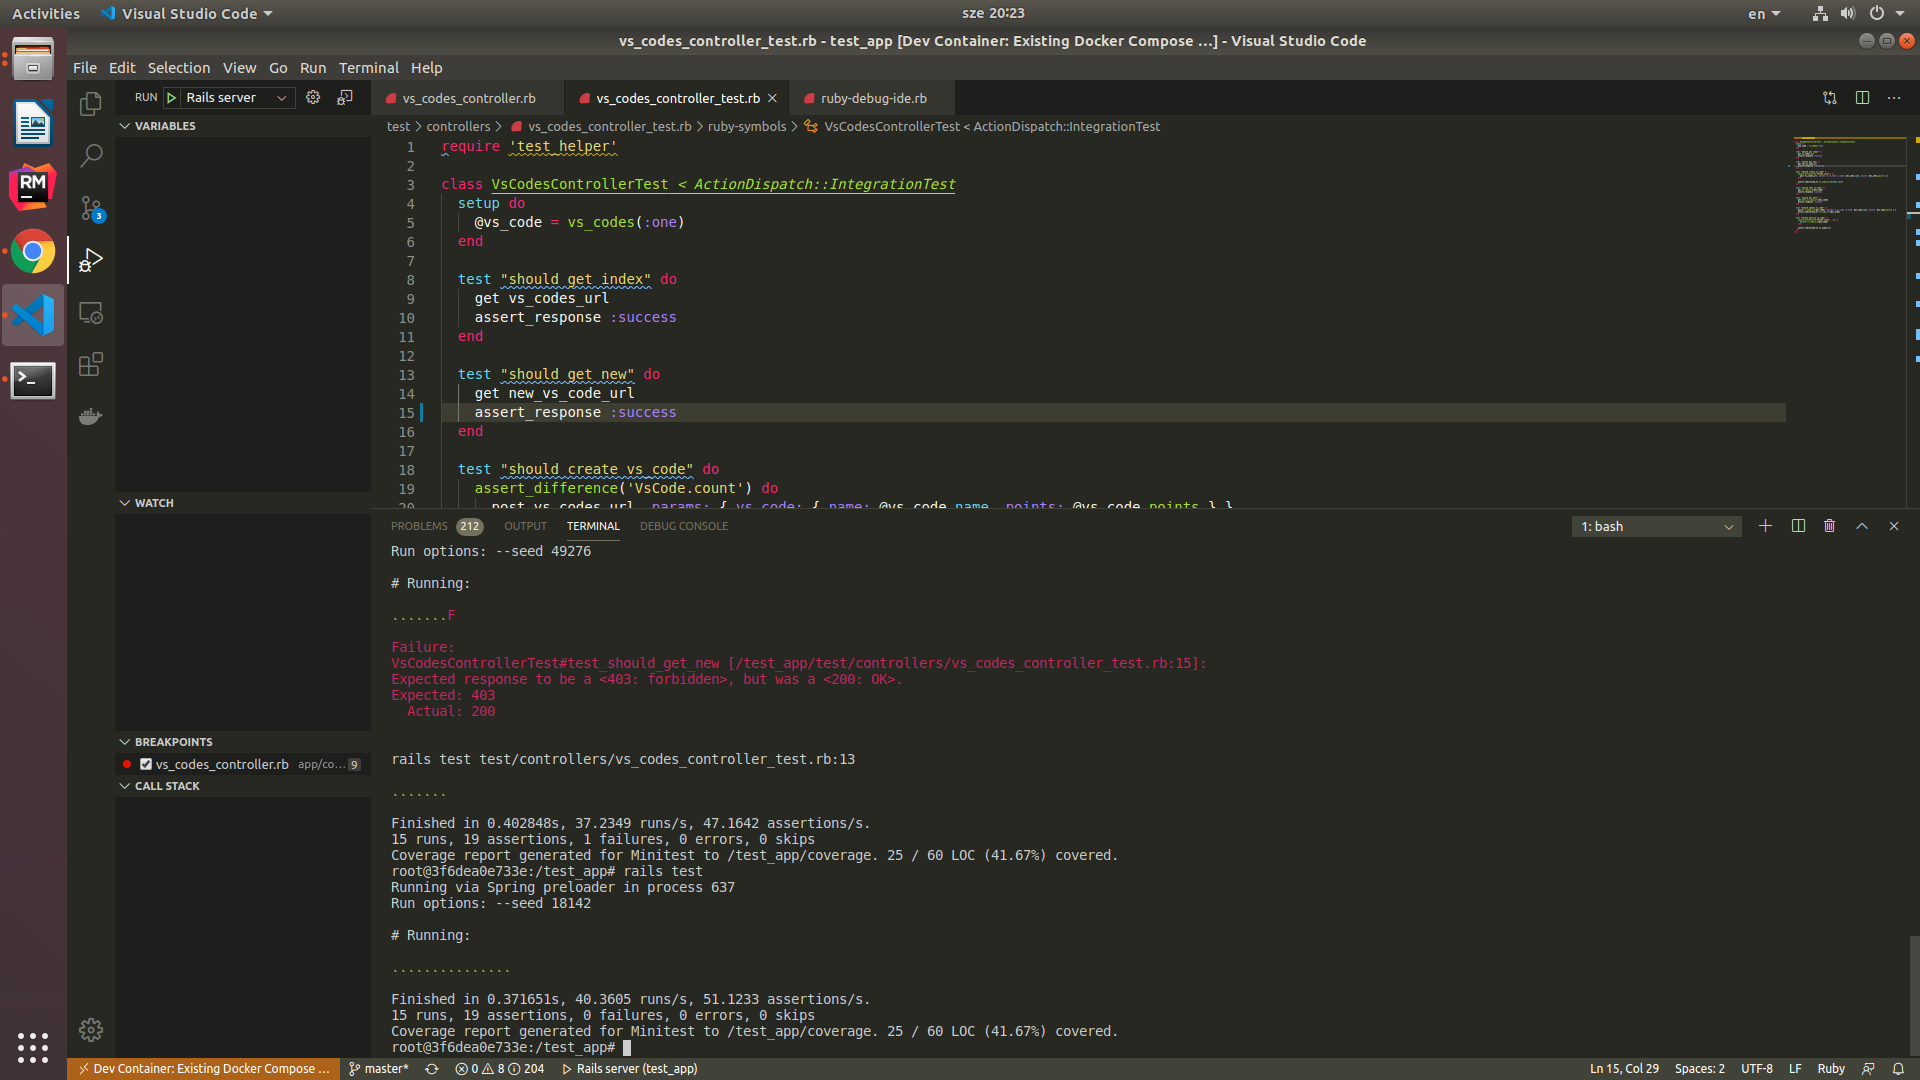 Activities
Visual Studio Code
sze 20:23
en
vs_codes_controller_test.rb - test_app [Dev Container: Existing Docker Compose ...] - Visual Studio Code
File Edit Selection View Go Run Terminal Help
RUN Rails server
vs_codes_controller.rb
vs_codes_controller_test.rb
ruby-debug-ide.rb
VARIABLES
test > controllers > vs_codes_controller_test.rb > ruby-symbols > VsCodesControllerTest < ActionDispatch::IntegrationTest
1 require 'test_helper'
2
3 class VsCodesControllerTest < ActionDispatch::IntegrationTest
4 setup do
5 @vs_code = vs_codes(:one)
6 end
7
8 test "should get index" do
9 get vs_codes_url
10 assert_response :success
11 end
12
13 test "should get new" do
14 get new_vs_code_url
15 assert_response :success
16 end
17
18 test "should create vs_code" do
19 assert_difference('VsCode.count') do
20 post vs_codes_url, params: { vs_code: { name: @vs_code.name, points: @vs_code.points } }
RM
3
WATCH
BREAKPOINTS
vs_codes_controller.rb app/co... 9
CALL STACK
PROBLEMS 212 OUTPUT TERMINAL DEBUG CONSOLE
1: bash
Run options: --seed 49276
# Running:
.......F
Failure:
VsCodesControllerTest#test_should_get_new [/test_app/test/controllers/vs_codes_controller_test.rb:15]:
Expected response to be a <403: forbidden>, but was a <200: OK>.
Expected: 403
Actual: 200
rails test test/controllers/vs_codes_controller_test.rb:13
.......
Finished in 0.402848s, 37.2349 runs/s, 47.1642 assertions/s.
15 runs, 19 assertions, 1 failures, 0 errors, 0 skips
Coverage report generated for Minitest to /test_app/coverage. 25 / 60 LOC (41.67%) covered.
root@3f6dea0e733e:/test_app# rails test
Running via Spring preloader in process 637
Run options: --seed 18142
# Running:
...............
Finished in 0.371651s, 40.3605 runs/s, 51.1233 assertions/s.
15 runs, 19 assertions, 0 failures, 0 errors, 0 skips
Coverage report generated for Minitest to /test_app/coverage. 25 / 60 LOC (41.67%) covered.
root@3f6dea0e733e:/test_app#
Dev Container: Existing Docker Compose ... master* 0 8 204 Rails server (test_app)
Ln 15, Col 29 Spaces: 2 UTF-8 LF Ruby